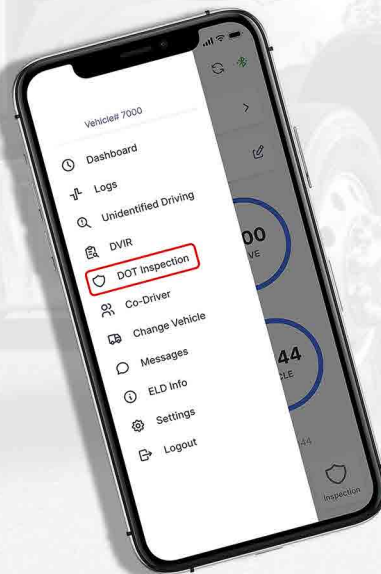 Vehicle# 7000
Dashboard
Logs
Unidentified Driving
DVIR
DOT Inspection
Co-Driver
Change Vehicle
Messages
ELD Info
Settings
Logout
00
VE
44
CLE
:44
Inspection